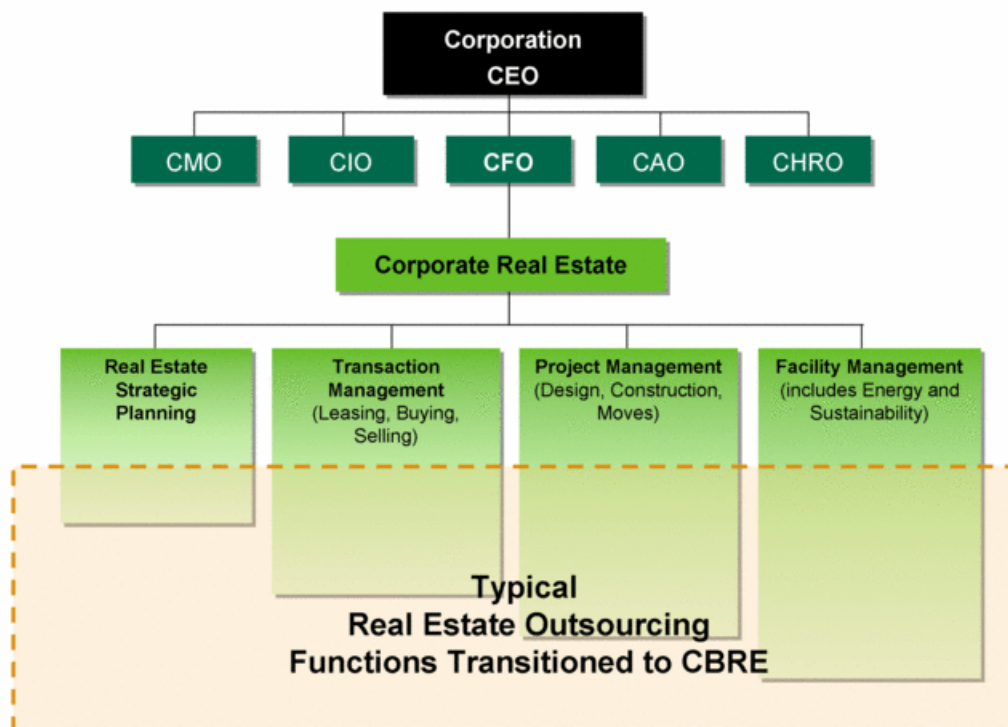 Corporation
CEO
CMO
CIO
CFO
CAO
CHRO
Corporate Real Estate
Real Estate
Strategic
Planning
Transaction
Management
(Leasing, Buying,
Selling)
Project Management
(Design, Construction,
Moves)
Facility Management
(includes Energy and
Sustainability)
Typical
Real Estate Outsourcing
Functions Transitioned to CBRE